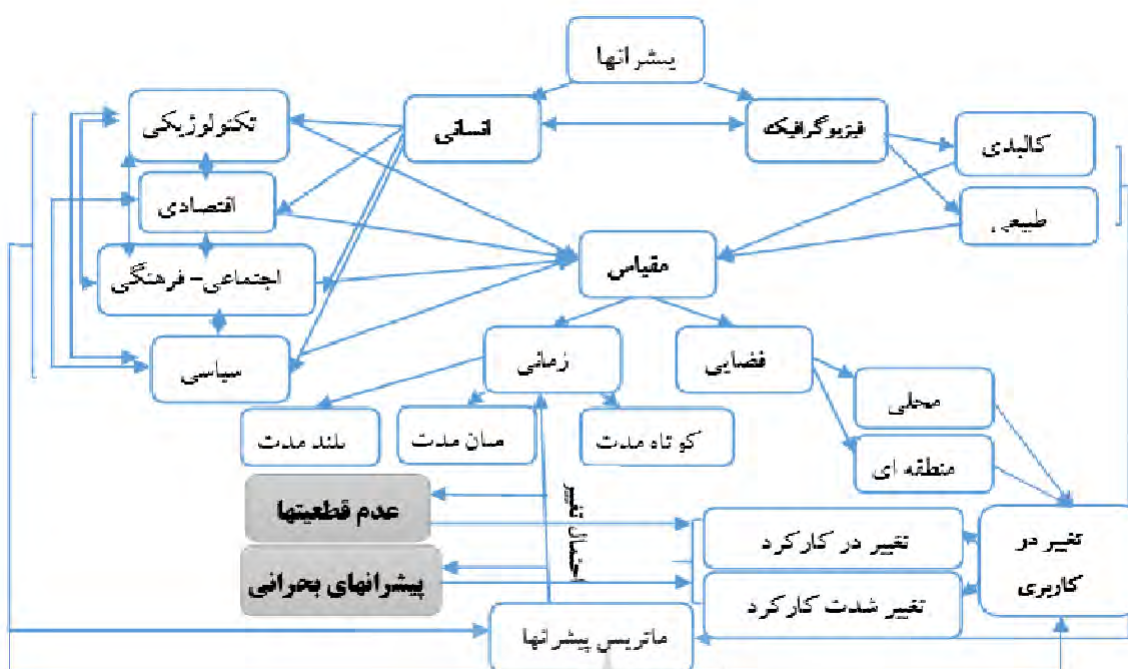 پیشرانها
انسانی
فیزیوگرافیک
تکنولوژیکی
کالبدی
اقتصادی
طبیعی
مقیاس
اجتماعی- فرهنگی
سیاسی
زمانی
فضایی
محلی
بلند مدت
میان مدت
کوتاه مدت
منطقه ای
احتمال تغییر
عدم قطعیتها
تغییر در کارکرد
تغییر در
کاربری
پیشرانهای بحرانی
تغییر شدت کارکرد
ماتریس پیشرانها